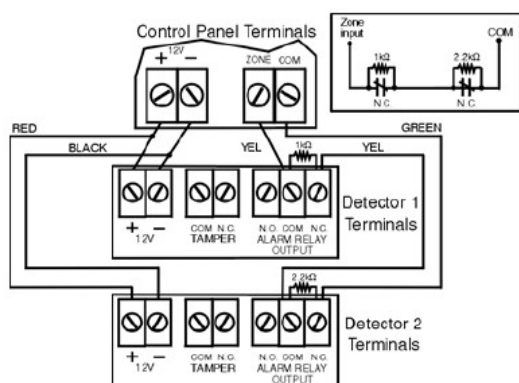 Control Panel Terminals
+ 12V −
ZONE COM
Zone input
COM
1kΩ
2.2kΩ
N.C.
N.C.
RED
GREEN
BLACK
YEL
1kΩ
YEL
+ −
12V
COM N.C.
TAMPER
N.O. COM N.C.
ALARM RELAY
OUTPUT
Detector 1
Terminals
2.2kΩ
+ −
12V
COM N.C.
TAMPER
N.O. COM N.C.
ALARM RELAY
OUTPUT
Detector 2
Terminals